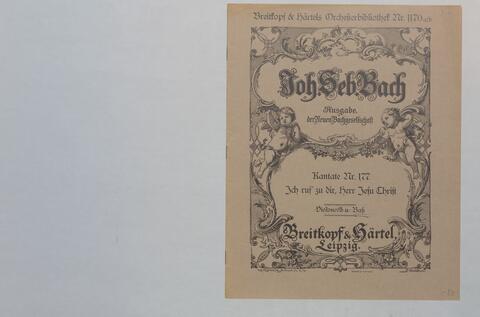 Breitkopf & Härtels Orchesterbibliothek Nr. 1170 a/b
Joh. Seb. Bach
Ausgabe
der Neuen Bachgesellschaft
Kantate Nr. 177
Ich ruf zu dir, Herr Jesu Christ
Violoncello u. Baß
Breitkopf & Härtel,
Leipzig.